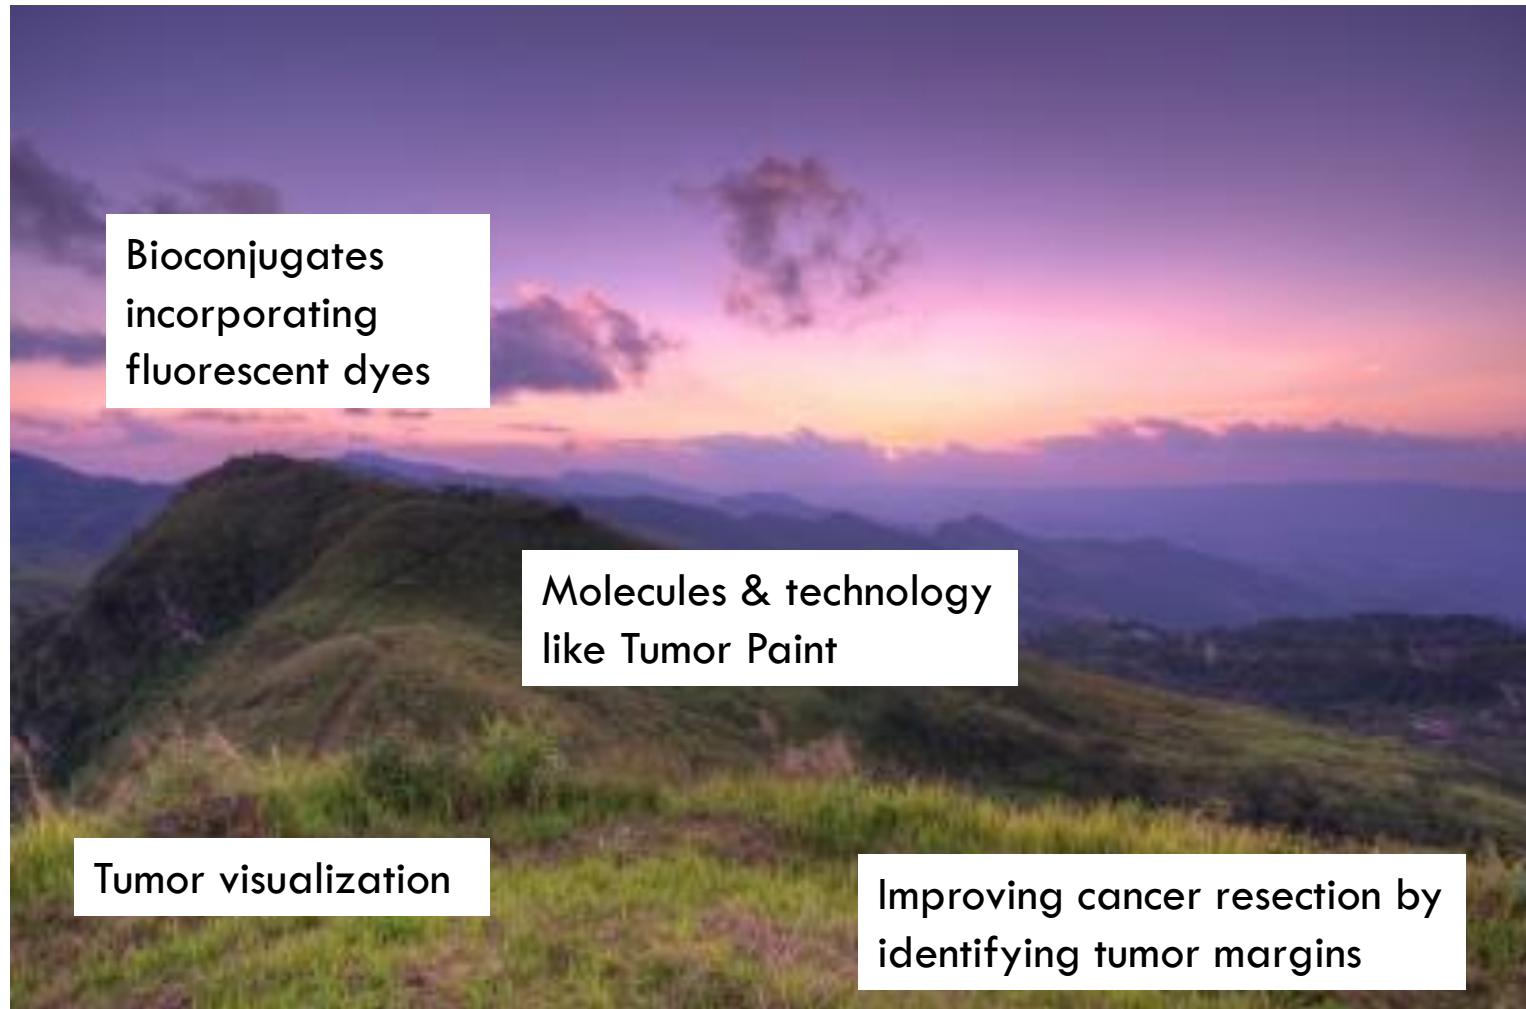 Bioconjugates
incorporating
fluorescent dyes
Molecules & technology
like Tumor Paint
Tumor visualization
Improving cancer resection by
identifying tumor margins